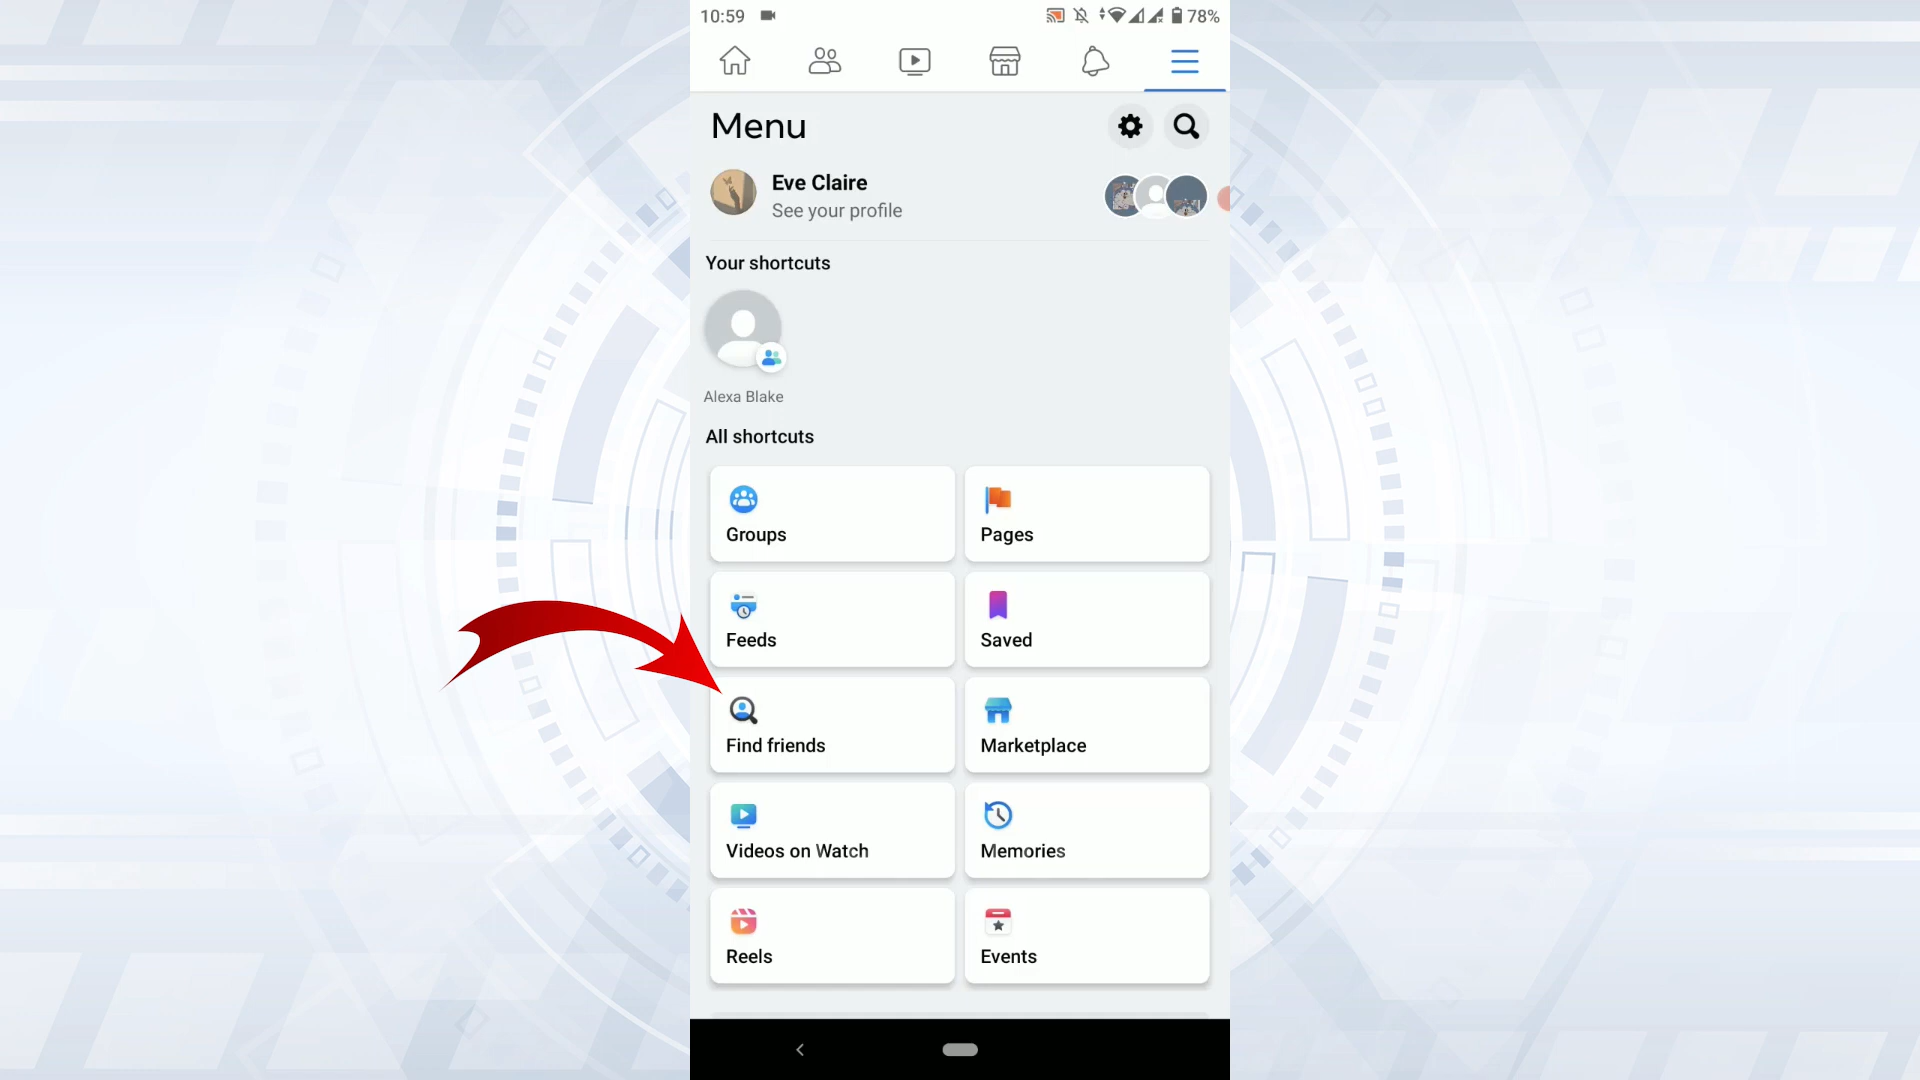 10:59
78%
Menu
Eve Claire
See your profile
Your shortcuts
Alexa Blake
All shortcuts
Groups
Pages
Feeds
Saved
Find friends
Marketplace
Videos on Watch
Memories
Reels
Events